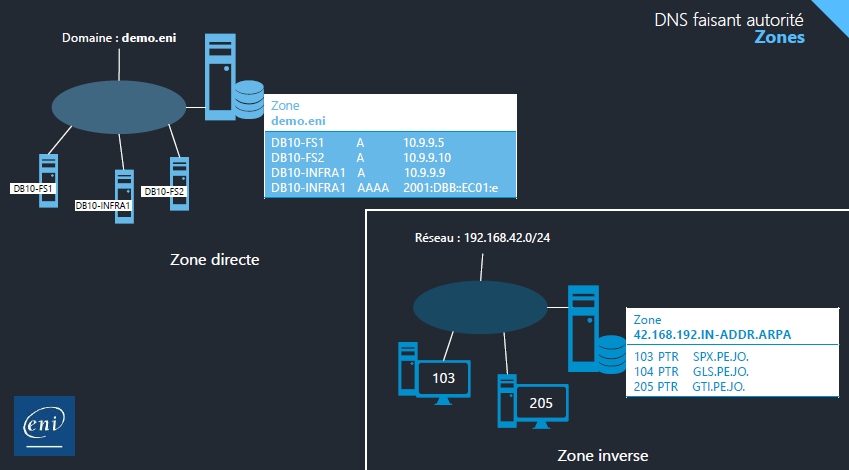 DNS faisant autorité
Zones
Domaine : demo.eni
Zone
demo.eni
DB10-FS1 A 10.9.9.5
DB10-FS2 A 10.9.9.10
DB10-INFRA1 A 10.9.9.9
DB10-INFRA1 AAAA 2001:DBB::EC01:e
DB10-FS1
DB10-INFRA1
DB10-FS2
Zone directe
Réseau : 192.168.42.0/24
Zone
42.168.192.IN-ADDR.ARPA
103 PTR SPX.PE.JO.
104 PTR GLS.PE.JO.
205 PTR GTI.PE.JO.
103
205
Zone inverse
eni